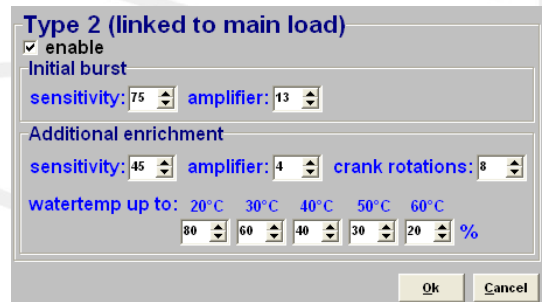 Type 2 (linked to main load)
enable
Initial burst
sensitivity: 75 amplifier: 13
Additional enrichment
sensitivity: 45 amplifier: 4 crank rotations: 8
watertemp up to: 20°C 30°C 40°C 50°C 60°C
80 60 40 30 20 %
Ok Cancel